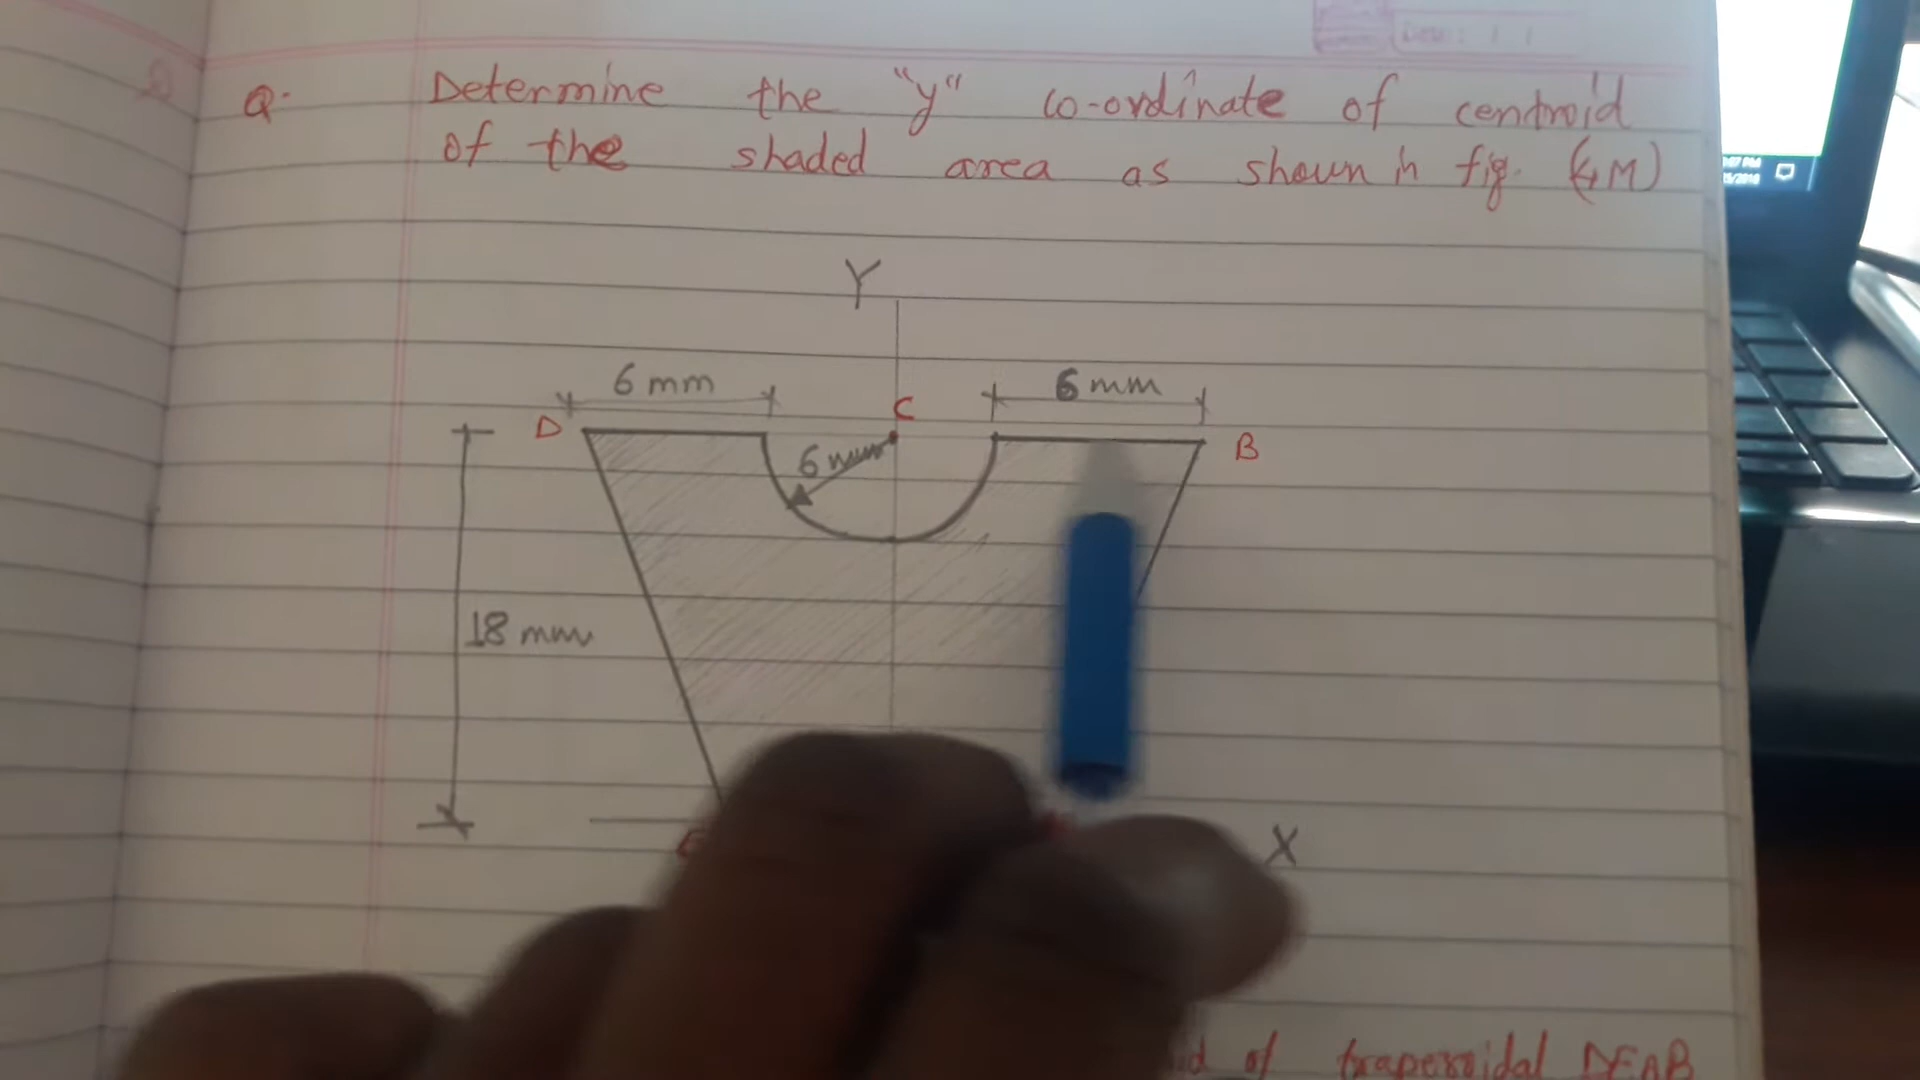 Q. Determine the "y" co-ordinate of centroid
of the shaded area as shown in fig. (4M)
Y
6 mm
6 mm
C
D
B
6 mm
18 mm
X
of trapezoidal DEAB